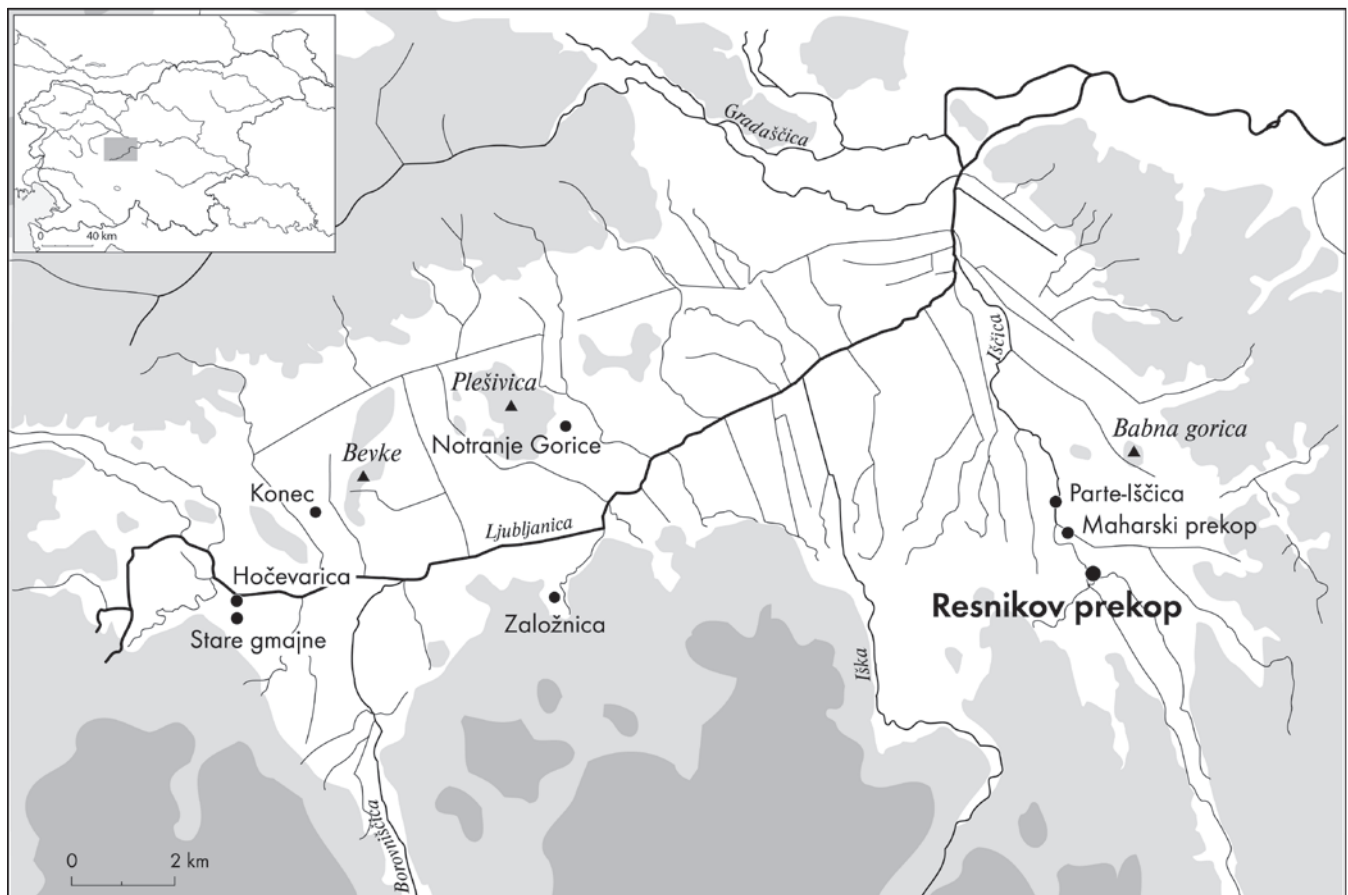 0 40 km
Gradaščica
Iščica
Plešivica
Notranje Gorice
Babna gorica
Bevke
Konec
Parte-Iščica
Maharski prekop
Ljubljanica
Hočevarica
Resnikov prekop
Založnica
Stare gmajne
Iška
Borovniščica
0 2 km